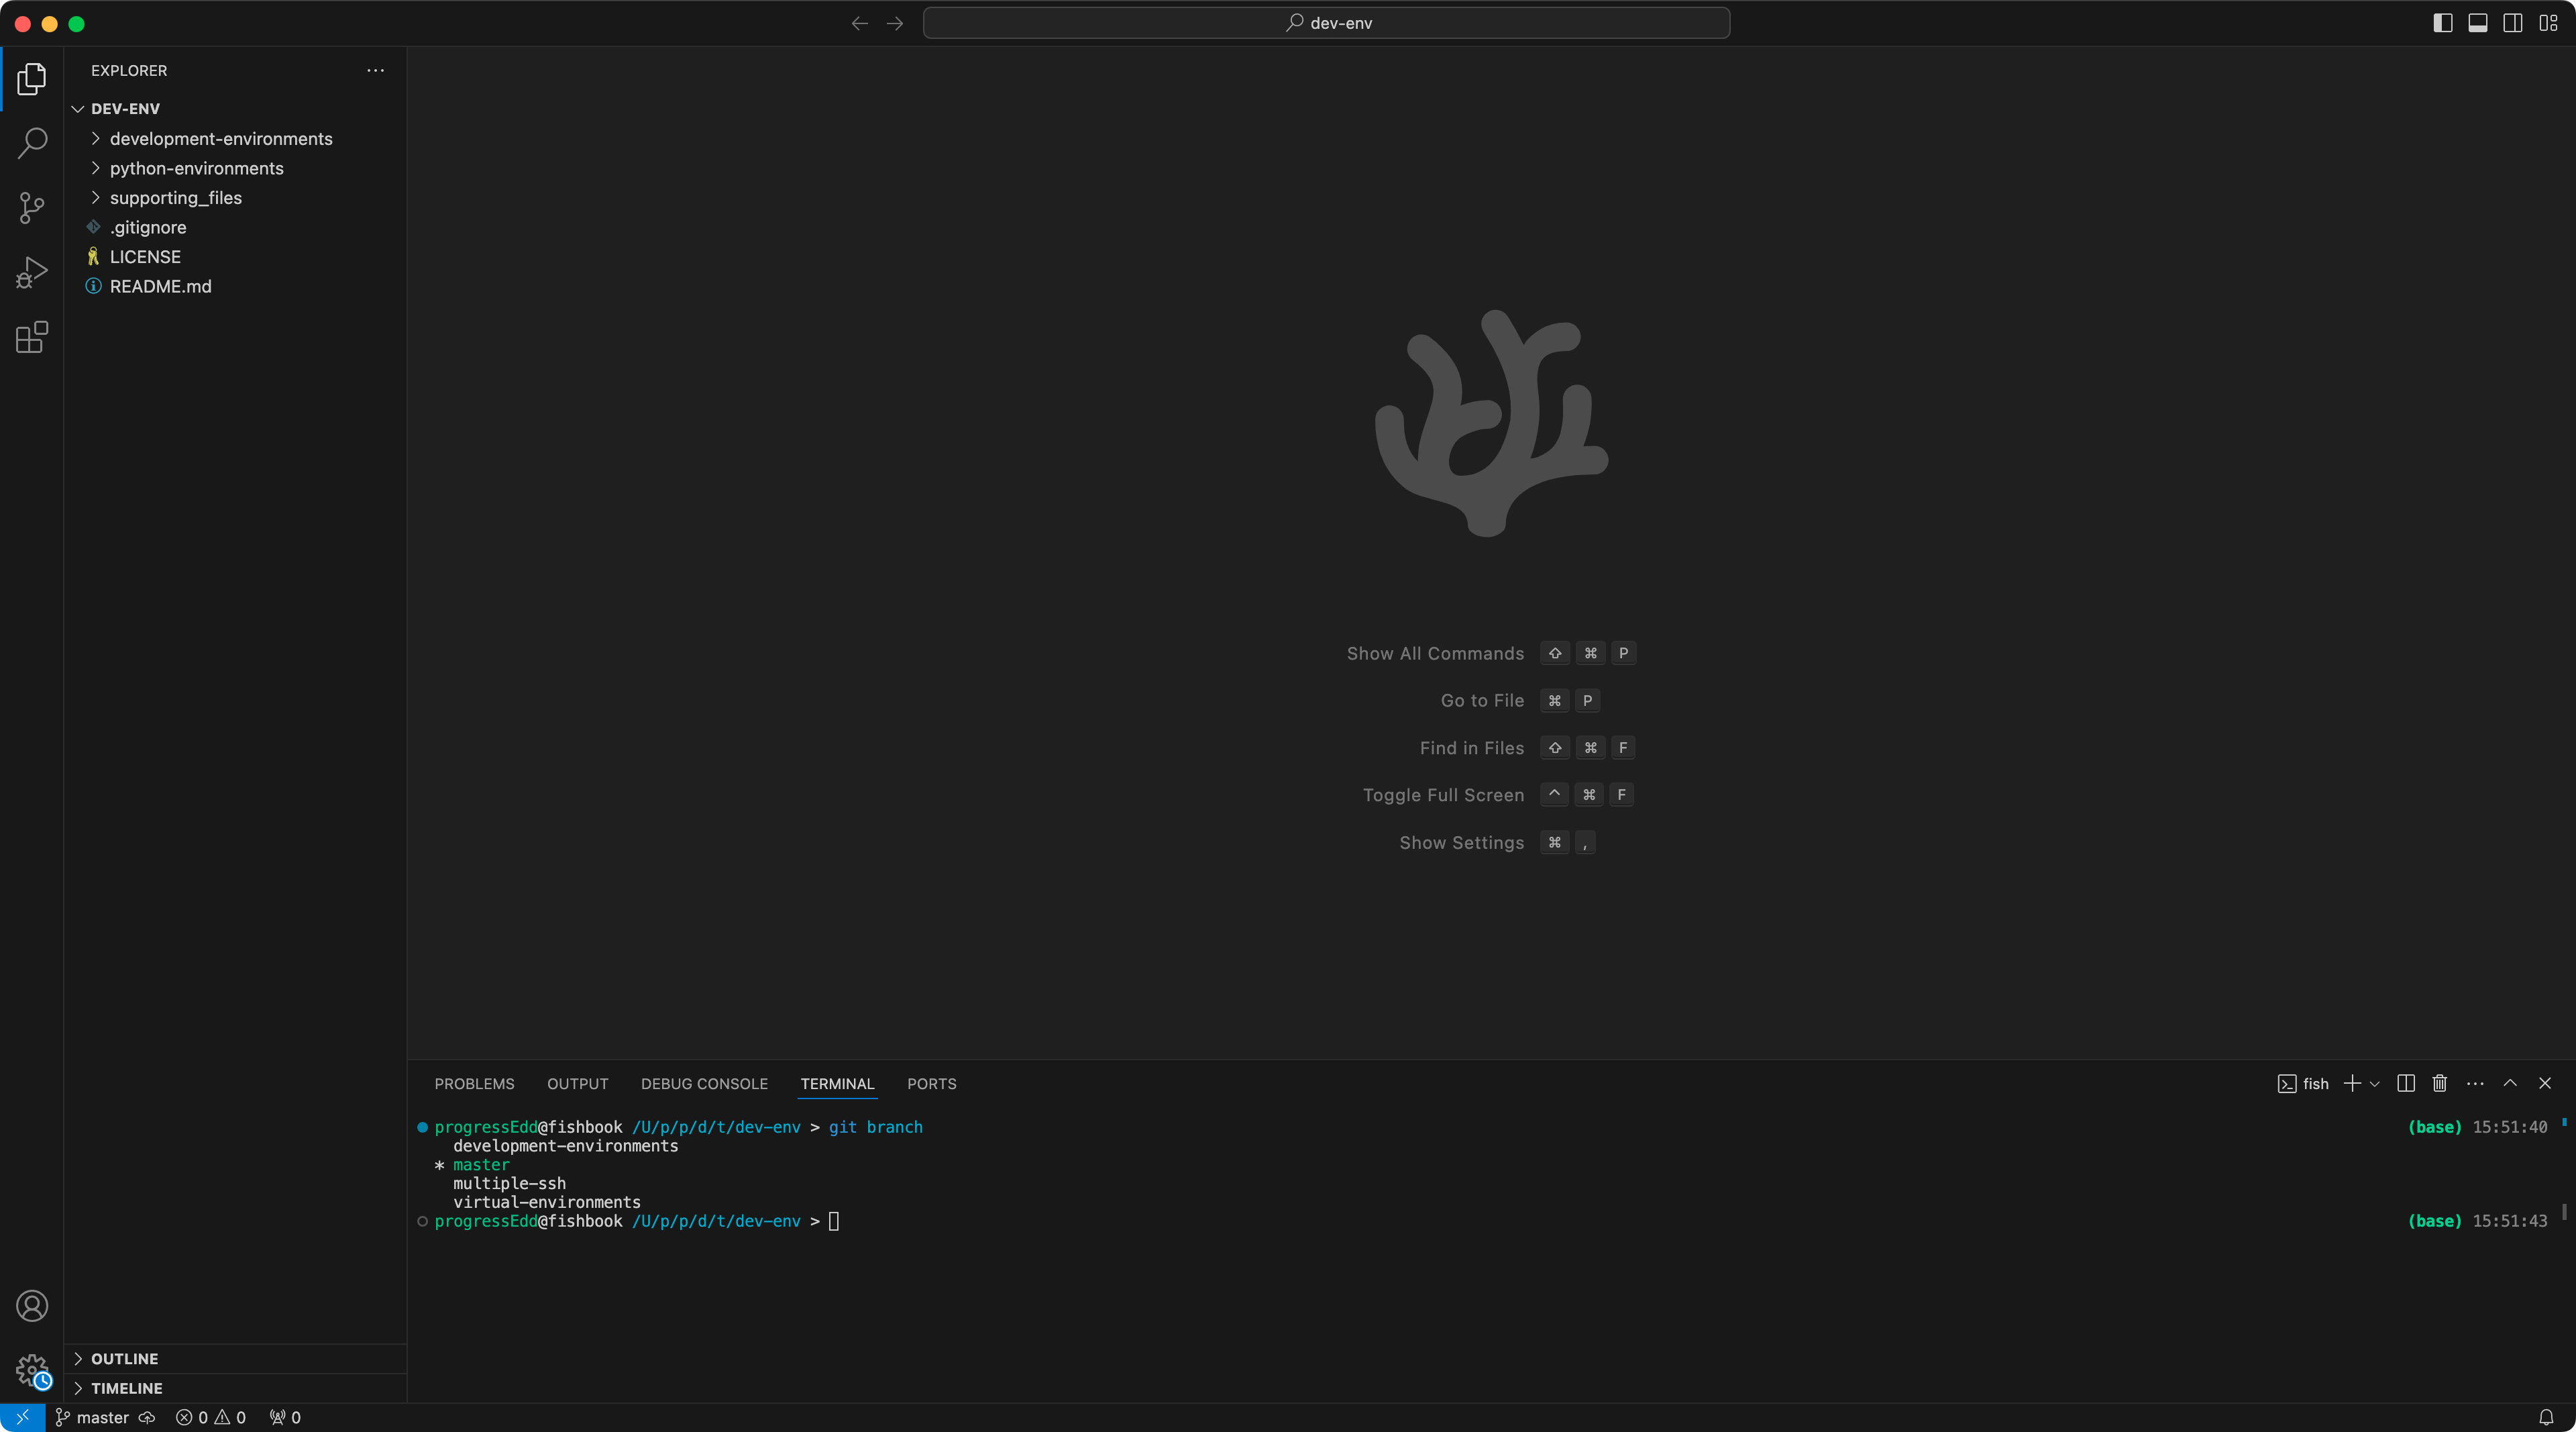 dev-env
EXPLORER
DEV-ENV
development-environments
python-environments
supporting_files
.gitignore
LICENSE
README.md
Show All Commands ⇧ ⌘ P
Go to File ⌘ P
Find in Files ⇧ ⌘ F
Toggle Full Screen ^ ⌘ F
Show Settings ⌘ ,
PROBLEMS OUTPUT DEBUG CONSOLE TERMINAL PORTS fish
progressEdd@fishbook /U/p/p/d/t/dev-env > git branch (base) 15:51:40
development-environments
* master
multiple-ssh
virtual-environments
progressEdd@fishbook /U/p/p/d/t/dev-env > (base) 15:51:43
OUTLINE
TIMELINE
master 0 0 0